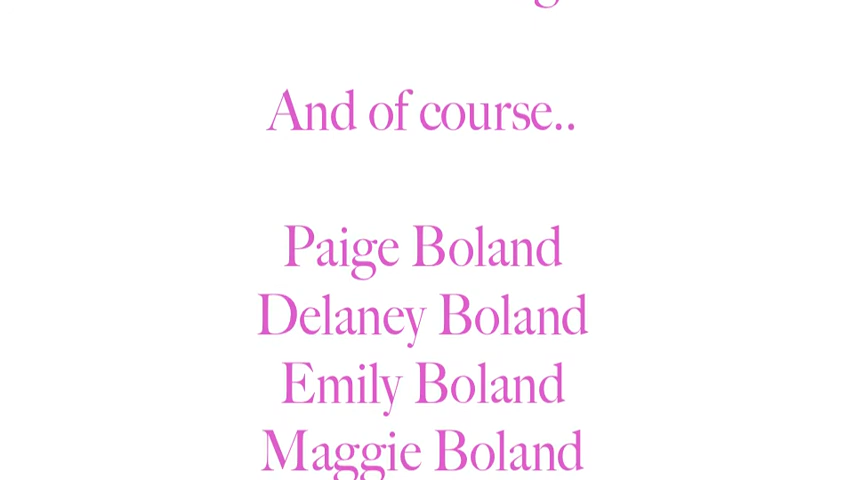 And of course..
Paige Boland
Delaney Boland
Emily Boland
Maggie Boland